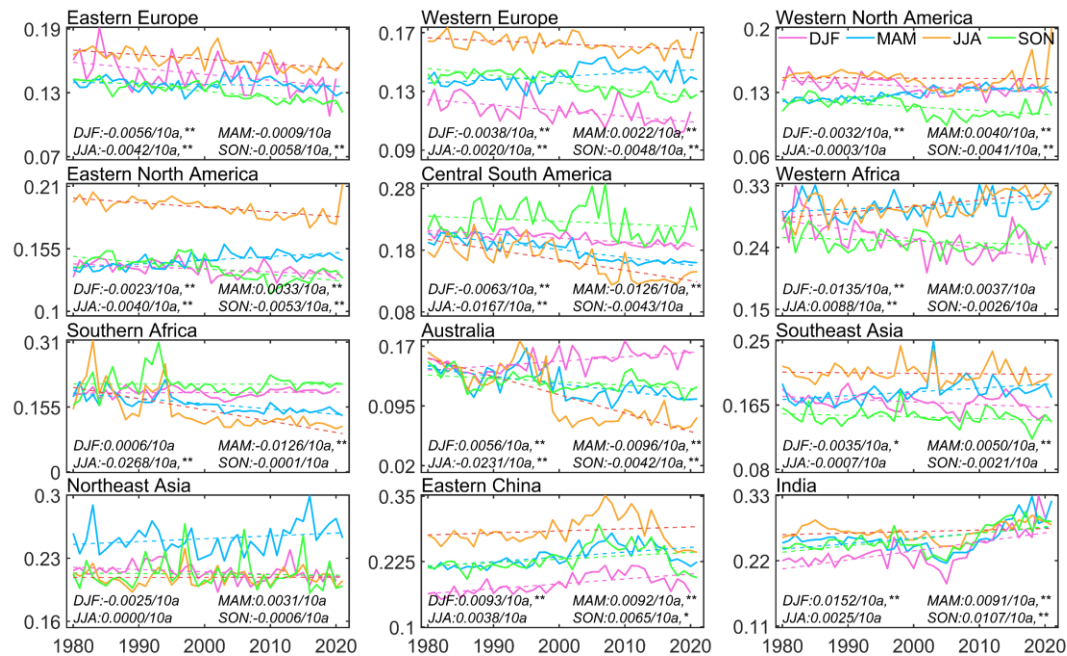 Eastern Europe
0.19
0.13
0.07
DJF:-0.0056/10a,** MAM:-0.0009/10a
JJA:-0.0042/10a,** SON:-0.0058/10a,**
Western Europe
0.17
0.13
0.09
DJF:-0.0038/10a,** MAM:0.0022/10a,**
JJA:-0.0020/10a,** SON:-0.0048/10a,**
Western North America
0.2
0.13
0.06
DJF MAM JJA SON
DJF:-0.0032/10a,** MAM:0.0040/10a,**
JJA:-0.0003/10a SON:-0.0041/10a,**
Eastern North America
0.21
0.155
0.1
DJF:-0.0023/10a,** MAM:0.0033/10a,**
JJA:-0.0040/10a,** SON:-0.0053/10a,**
Central South America
0.28
0.18
0.08
DJF:-0.0063/10a,** MAM:-0.0126/10a,**
JJA:-0.0167/10a,** SON:-0.0043/10a
Western Africa
0.33
0.24
0.15
DJF:-0.0135/10a,** MAM:0.0037/10a
JJA:0.0088/10a,** SON:-0.0026/10a
Southern Africa
0.31
0.155
0
DJF:0.0006/10a MAM:-0.0126/10a,**
JJA:-0.0268/10a,** SON:-0.0001/10a
Australia
0.17
0.095
0.02
DJF:0.0056/10a,** MAM:-0.0096/10a,**
JJA:-0.0231/10a,** SON:-0.0042/10a,**
Southeast Asia
0.25
0.165
0.08
DJF:-0.0035/10a,* MAM:0.0050/10a,**
JJA:-0.0007/10a SON:-0.0021/10a
Northeast Asia
0.3
0.23
0.16
DJF:-0.0025/10a MAM:0.0031/10a
JJA:0.0000/10a SON:-0.0006/10a
1980 1990 2000 2010 2020
Eastern China
0.35
0.225
0.1
DJF:0.0093/10a,** MAM:0.0092/10a,**
JJA:0.0038/10a SON:0.0065/10a,*
1980 1990 2000 2010 2020
India
0.33
0.22
0.11
DJF:0.0152/10a,** MAM:0.0091/10a,**
JJA:0.0025/10a SON:0.0107/10a,**
1980 1990 2000 2010 2020